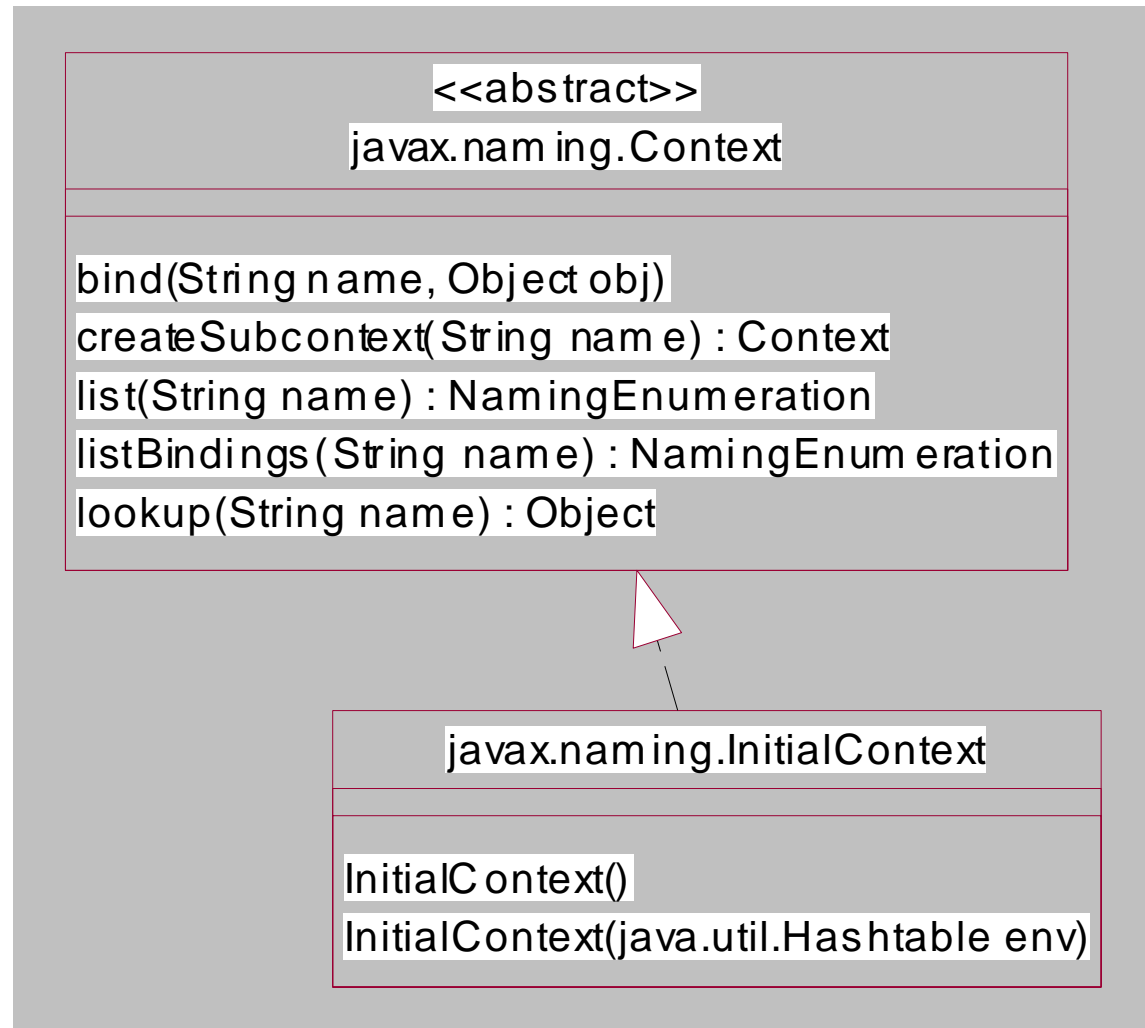 <<abstract>>
javax.naming.Context
bind(String name, Object obj)
createSubcontext(String name) : Context
list(String name) : NamingEnumeration
listBindings(String name) : NamingEnumeration
lookup(String name) : Object
javax.naming.InitialContext
InitialContext()
InitialContext(java.util.Hashtable env)